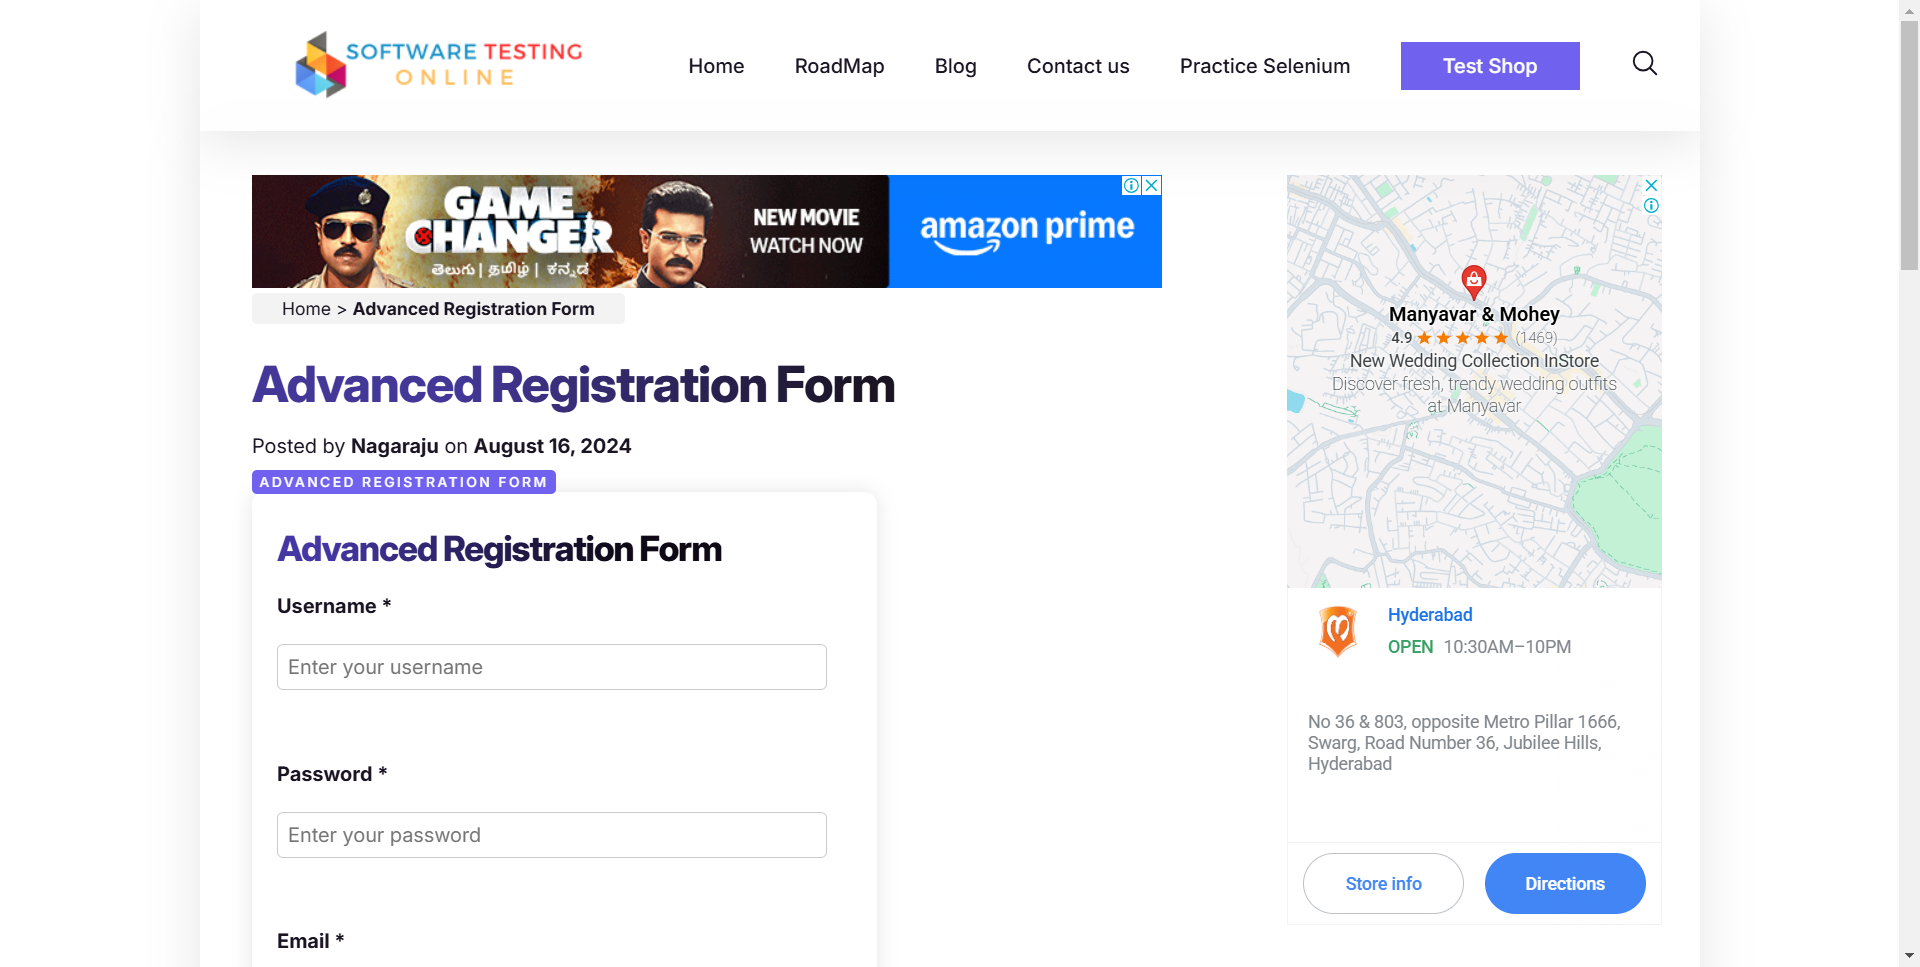 SOFTWARE TESTING
ONLINE
Home
RoadMap
Blog
Contact us
Practice Selenium
Test Shop
GAME
CHANGER
తెలుగు | தமிழ் | ಕನ್ನಡ
NEW MOVIE
WATCH NOW
amazon prime
Home > Advanced Registration Form
Advanced Registration Form
Posted by Nagaraju on August 16, 2024
ADVANCED REGISTRATION FORM
Advanced Registration Form
Username *
Enter your username
Password *
Enter your password
Email *
Manyavar & Mohey
4.9 ★★★★★ (1469)
New Wedding Collection InStore
Discover fresh, trendy wedding outfits
at Manyavar
Hyderabad
OPEN 10:30AM–10PM
No 36 & 803, opposite Metro Pillar 1666,
Swarg, Road Number 36, Jubilee Hills,
Hyderabad
Store info
Directions